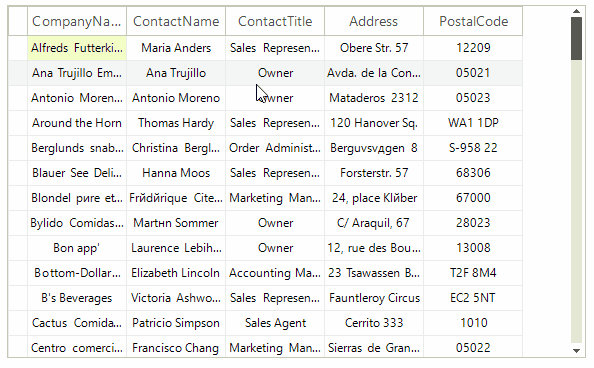 CompanyNa... ContactName ContactTitle Address PostalCode
Alfreds Futterki... Maria Anders Sales Represen... Obere Str. 57 12209
Ana Trujillo Em... Ana Trujillo Owner Avda. de la Con... 05021
Antonio Moren... Antonio Moreno Owner Mataderos 2312 05023
Around the Horn Thomas Hardy Sales Represen... 120 Hanover Sq. WA1 1DP
Berglunds snab... Christina Bergl... Order Administ... Berguvsvдgen 8 S-958 22
Blauer See Deli... Hanna Moos Sales Represen... Forsterstr. 57 68306
Blondel pиre et... Frйdйrique Cite... Marketing Man... 24, place Klйber 67000
Bylido Comidas... Martнn Sommer Owner C/ Araquil, 67 28023
Bon app' Laurence Lebih... Owner 12, rue des Bou... 13008
Bottom-Dollar... Elizabeth Lincoln Accounting Ma... 23 Tsawassen B... T2F 8M4
B's Beverages Victoria Ashwo... Sales Represen... Fauntleroy Circus EC2 5NT
Cactus Comida... Patricio Simpson Sales Agent Cerrito 333 1010
Centro comerci... Francisco Chang Marketing Man... Sierras de Gran... 05022